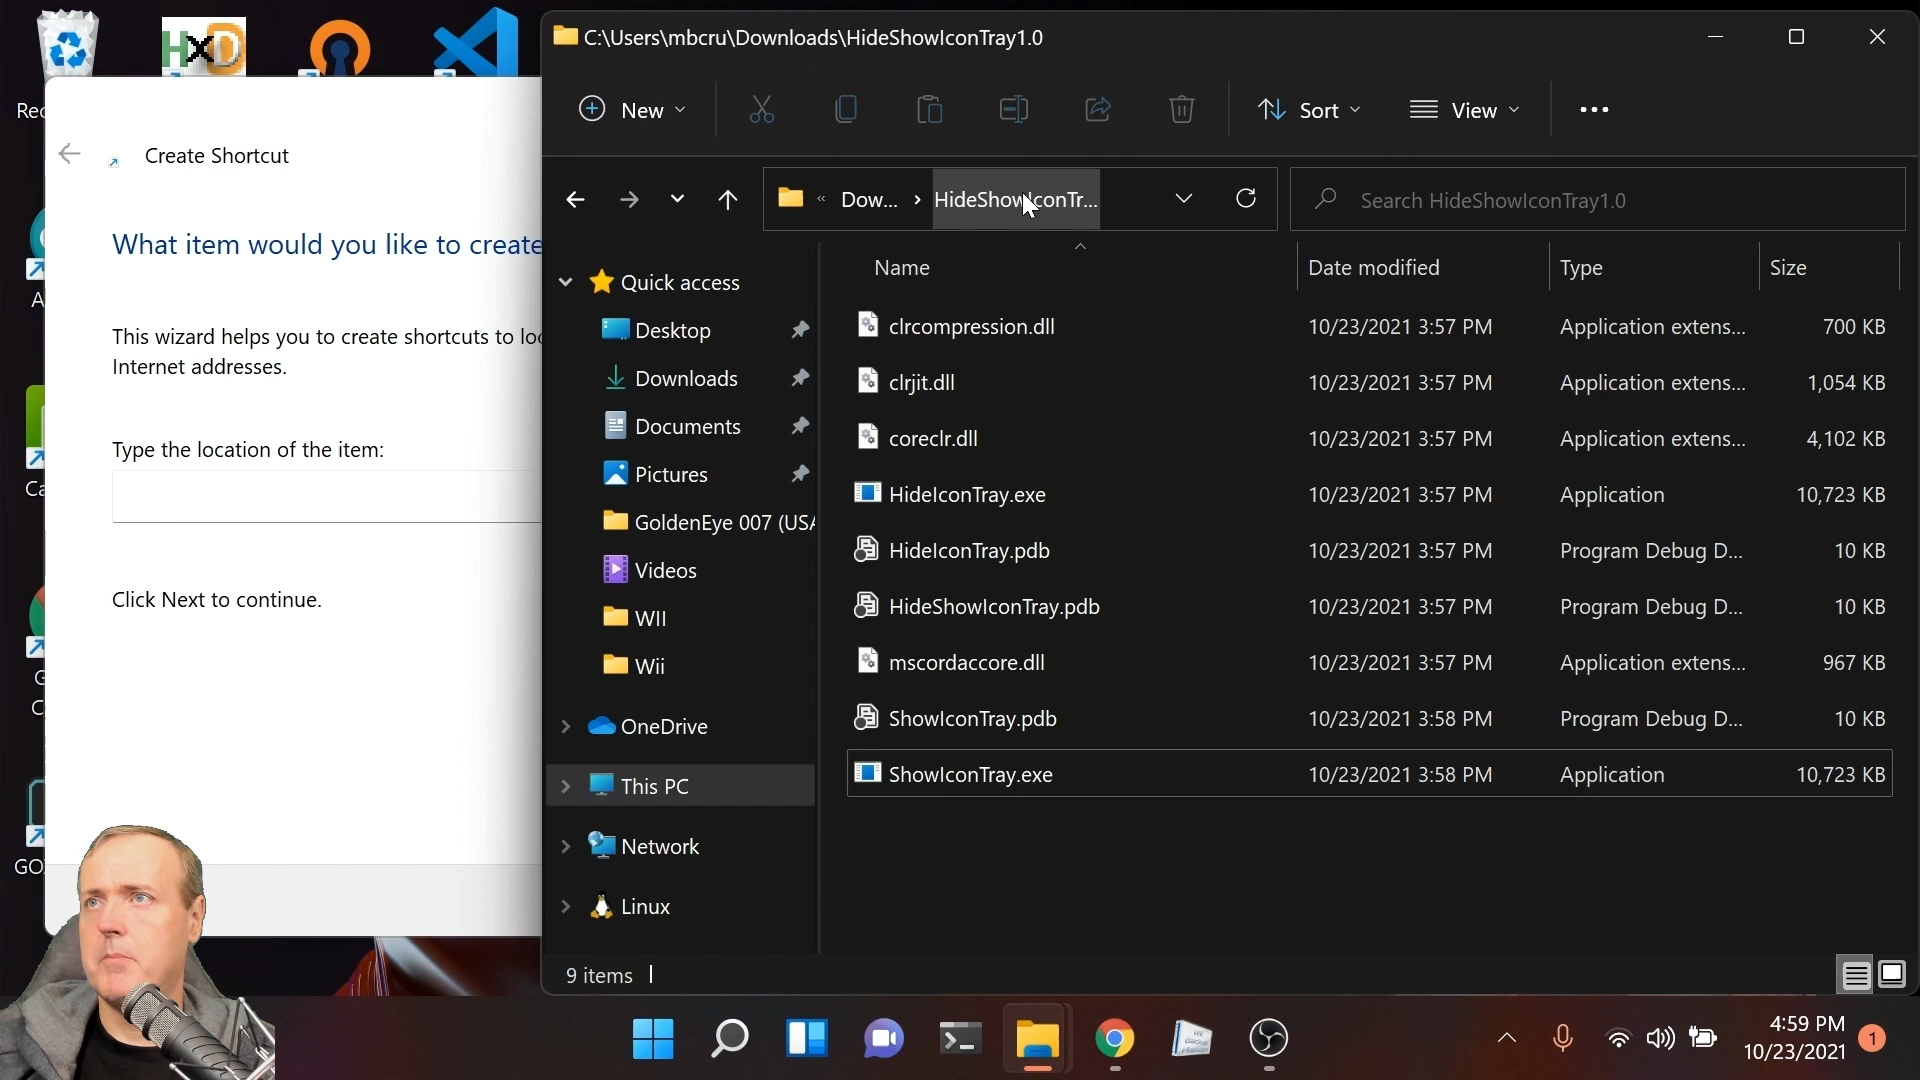 Rec
HxD
A
Ca
G
C
GO
Create Shortcut
What item would you like to create
This wizard helps you to create shortcuts to loc
Internet addresses.
Type the location of the item:
Click Next to continue.
C:\Users\mbcru\Downloads\HideShowIconTray1.0
New
Sort
View
Dow...
HideShowIconTr...
Search HideShowIconTray1.0
Quick access
Desktop
Downloads
Documents
Pictures
GoldenEye 007 (USA
Videos
WII
Wii
OneDrive
This PC
Network
Linux
Name Date modified Type Size
clrcompression.dll 10/23/2021 3:57 PM Application extens... 700 KB
clrjit.dll 10/23/2021 3:57 PM Application extens... 1,054 KB
coreclr.dll 10/23/2021 3:57 PM Application extens... 4,102 KB
HideIconTray.exe 10/23/2021 3:57 PM Application 10,723 KB
HideIconTray.pdb 10/23/2021 3:57 PM Program Debug D... 10 KB
HideShowIconTray.pdb 10/23/2021 3:57 PM Program Debug D... 10 KB
mscordaccore.dll 10/23/2021 3:57 PM Application extens... 967 KB
ShowIconTray.pdb 10/23/2021 3:58 PM Program Debug D... 10 KB
ShowIconTray.exe 10/23/2021 3:58 PM Application 10,723 KB
9 items
4:59 PM
10/23/2021
1